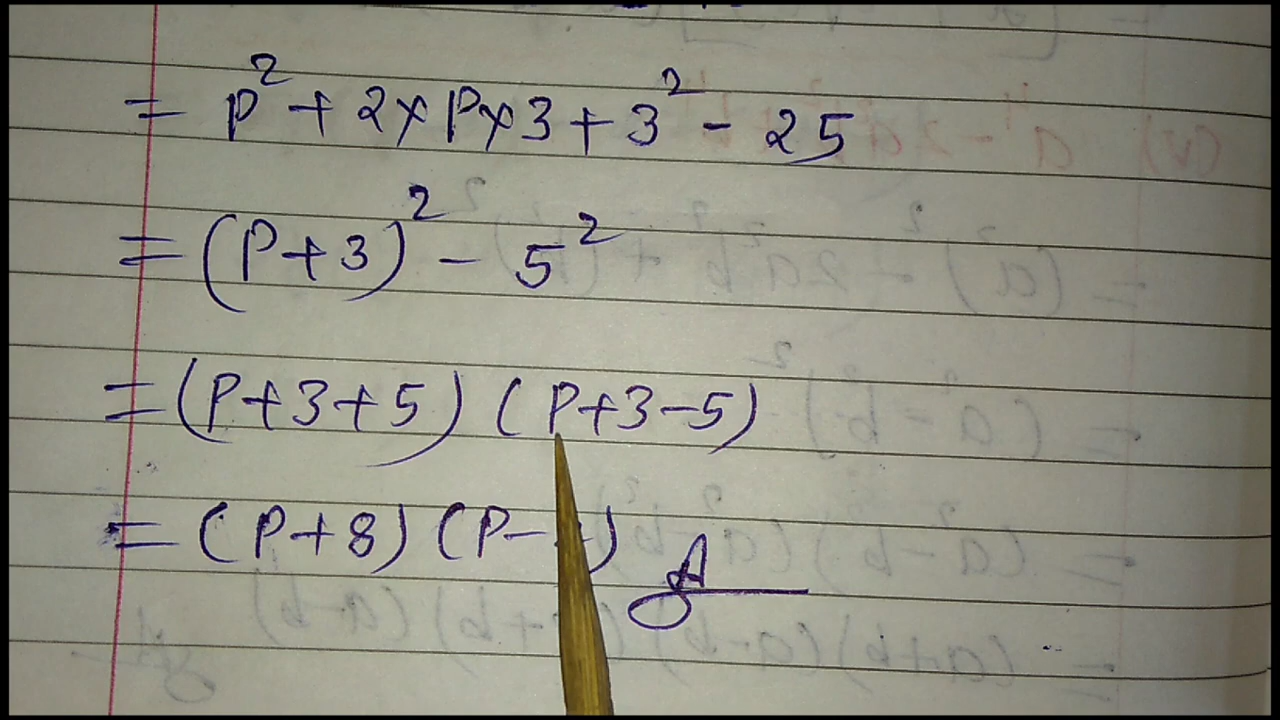 = P² + 2×P×3 + 3² - 25
= (P+3)² - 5²
= (P+3+5) (P+3-5)
= (P+8) (P-